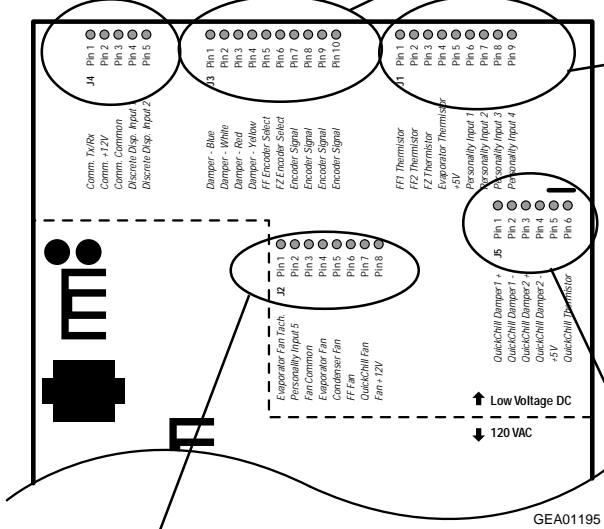 Pin 1
Pin 2
Pin 3
Pin 4
Pin 5
J4
Comm. Tx/Rx
Comm. +12V
Comm. Common
Discrete Disp. Input 1
Discrete Disp. Input 2
Pin 1
Pin 2
Pin 3
Pin 4
Pin 5
Pin 6
Pin 7
Pin 8
Pin 9
Pin 10
J3
Damper - Blue
Damper - White
Damper - Red
Damper - Yellow
FF Encoder Select
FZ Encoder Select
Encoder Signal
Encoder Signal
Encoder Signal
Encoder Signal
Pin 1
Pin 2
Pin 3
Pin 4
Pin 5
Pin 6
Pin 7
Pin 8
Pin 9
J1
FF1 Thermistor
FF2 Thermistor
FZ Thermistor
Evaporator Thermistor
+5V
Personality Input 1
Personality Input 2
Personality Input 3
Personality Input 4
Pin 1
Pin 2
Pin 3
Pin 4
Pin 5
Pin 6
J5
QuickChill Damper1 +
QuickChill Damper1 -
QuickChill Damper2 +
QuickChill Damper2 -
+5V
QuickChill Thermistor
Pin 1
Pin 2
Pin 3
Pin 4
Pin 5
Pin 6
Pin 7
Pin 8
J2
Evaporator Fan Tach.
Personality Input 5
Fan Common
Evaporator Fan
Condenser Fan
FF Fan
QuickChill Fan
Fan +12V
Low Voltage DC
120 VAC
GEA01195